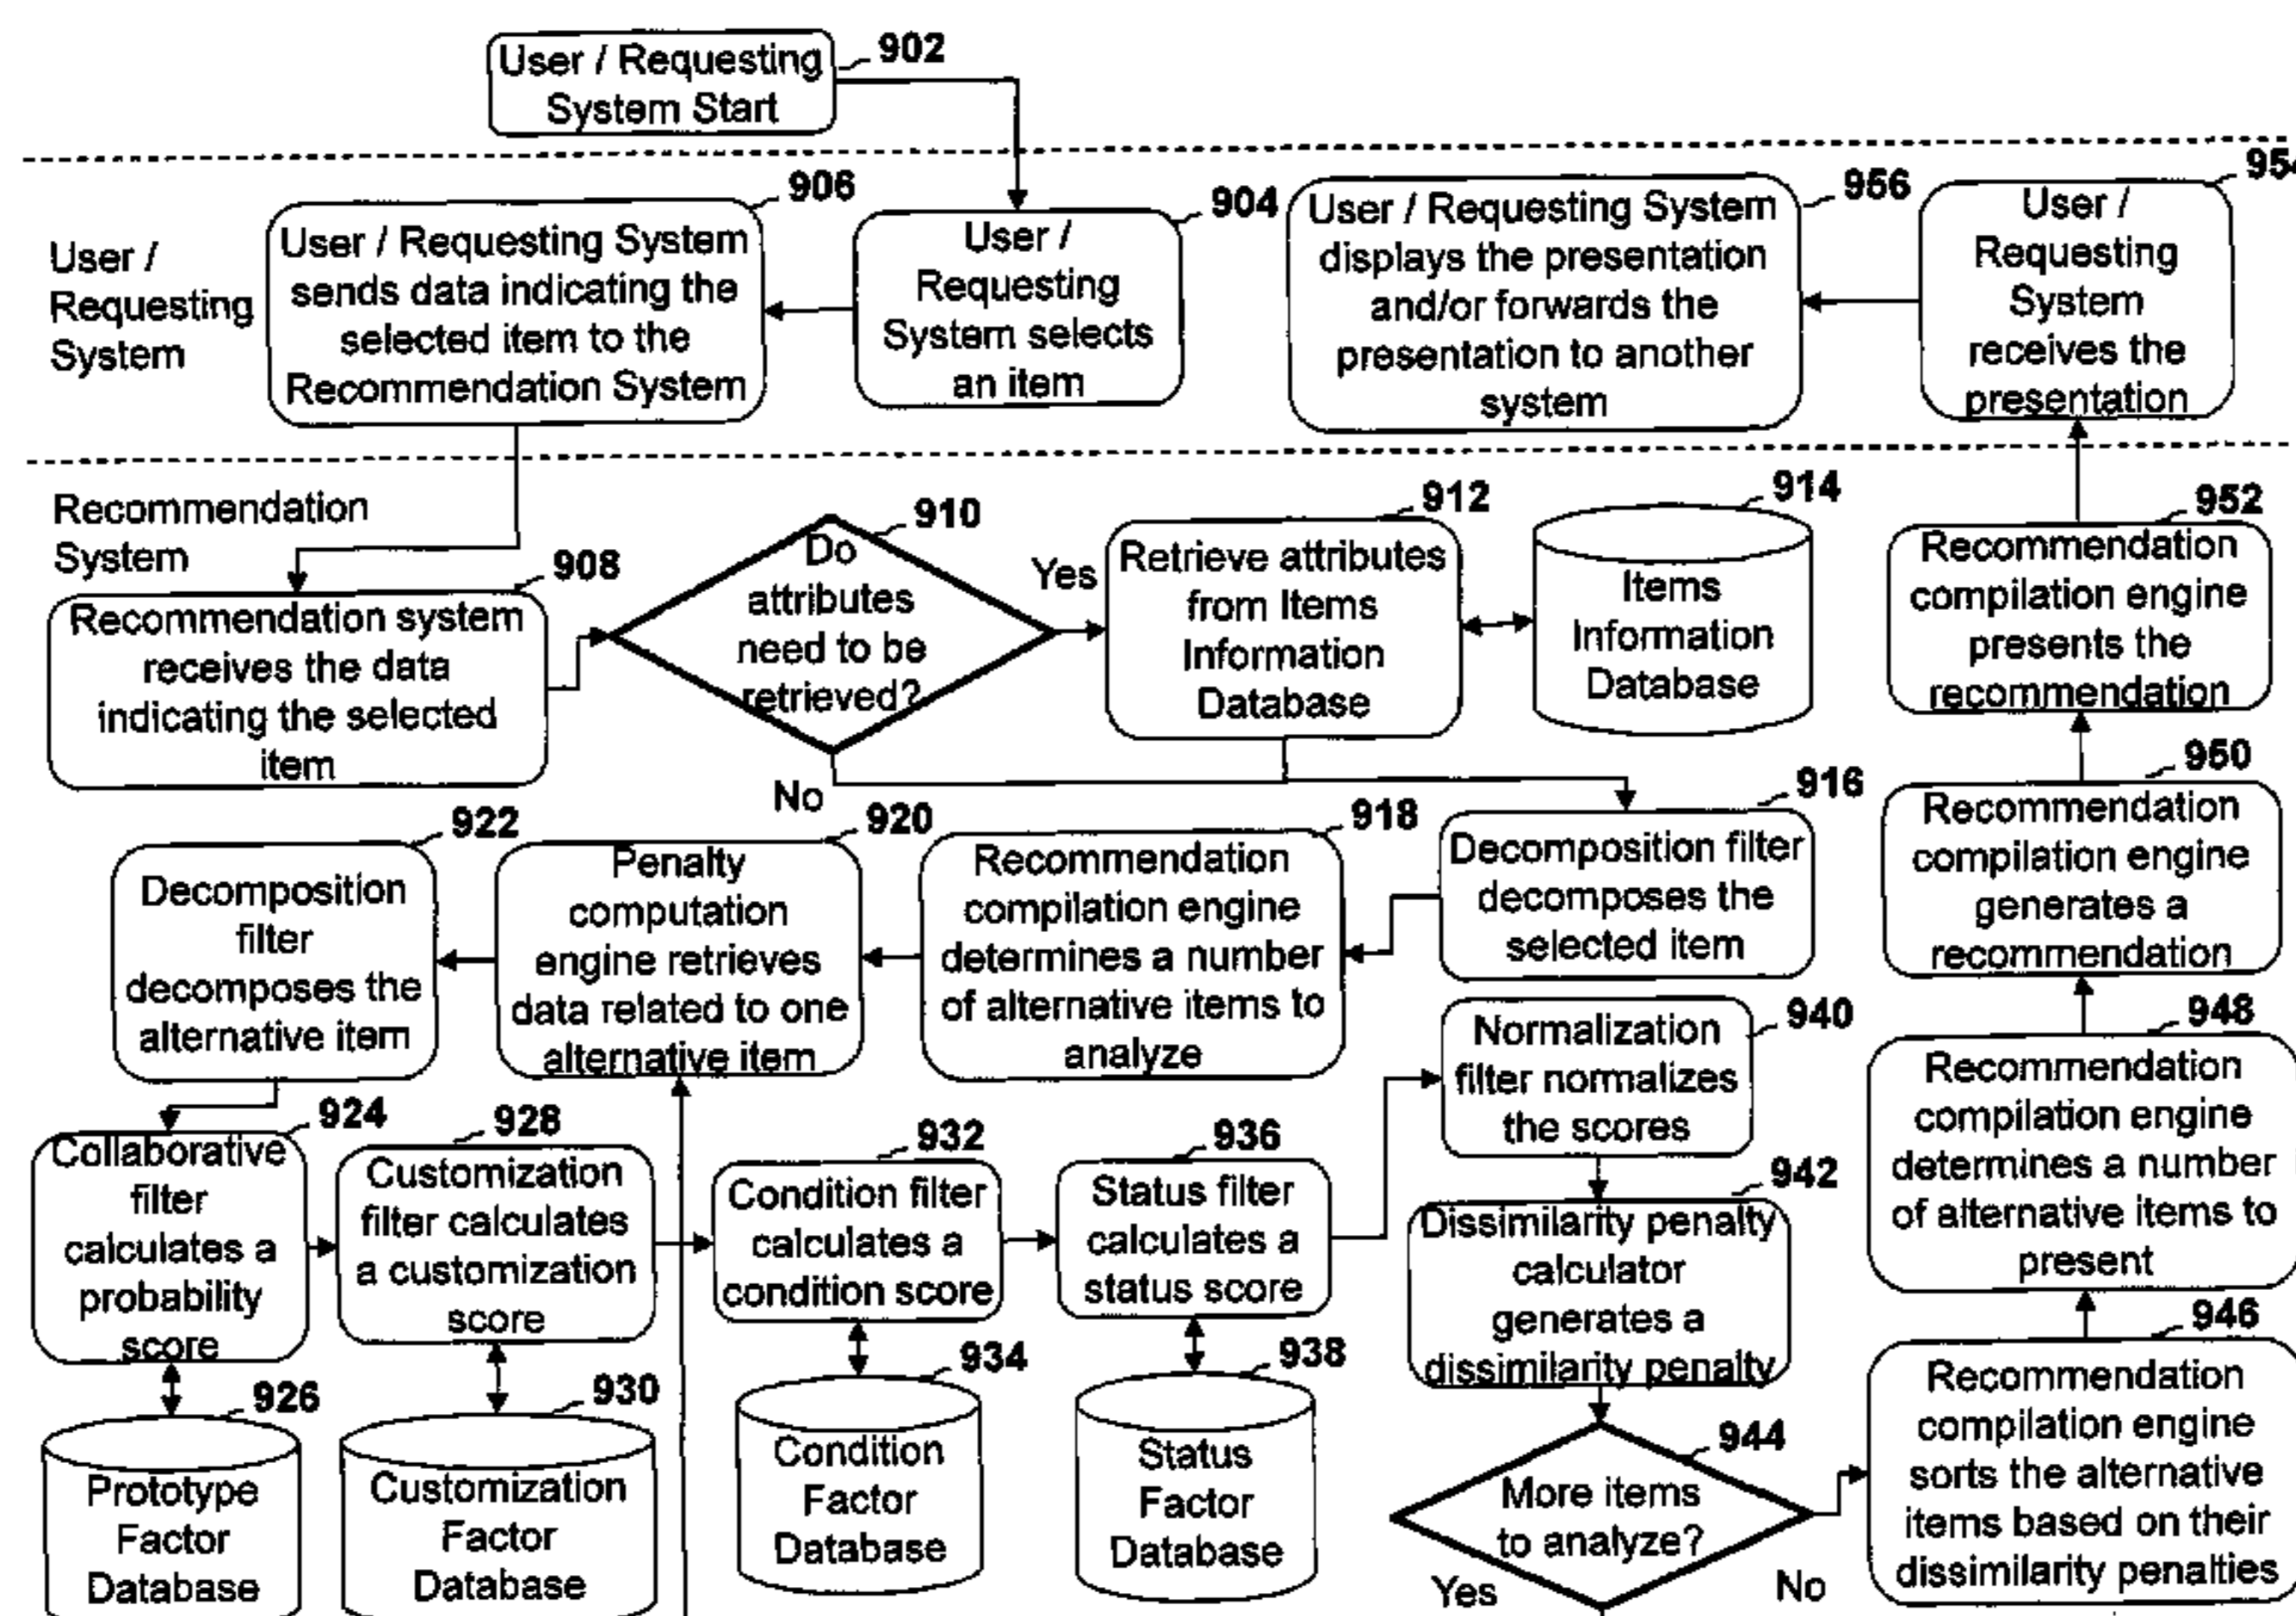 902
User / Requesting
System Start
User /
Requesting
System
906
User / Requesting System
sends data indicating the
selected item to the
Recommendation System
904
User /
Requesting
System selects
an item
956
User / Requesting System
displays the presentation
and/or forwards the
presentation to another
system
User /
Requesting
System
receives the
presentation
Recommendation
System
908
Recommendation system
receives the data
indicating the selected
item
910
Do
attributes
need to be
retrieved?
Yes
No
912
Retrieve attributes
from Items
Information
Database
914
Items
Information
Database
952
Recommendation
compilation engine
presents the
recommendation
950
Recommendation
compilation engine
generates a
recommendation
916
Decomposition filter
decomposes the
selected item
918
Recommendation
compilation engine
determines a number
of alternative items to
analyze
920
Penalty
computation
engine retrieves
data related to one
alternative item
922
Decomposition
filter
decomposes the
alternative item
924
Collaborative
filter
calculates a
probability
score
926
Prototype
Factor
Database
928
Customization
filter calculates
a customization
score
930
Customization
Factor
Database
932
Condition filter
calculates a
condition score
934
Condition
Factor
Database
936
Status filter
calculates a
status score
938
Status
Factor
Database
940
Normalization
filter normalizes
the scores
942
Dissimilarity penalty
calculator
generates a
dissimilarity penalty
944
More items
to analyze?
Yes
No
946
Recommendation
compilation engine
sorts the alternative
items based on their
dissimilarity penalties
948
Recommendation
compilation engine
determines a number
of alternative items to
present